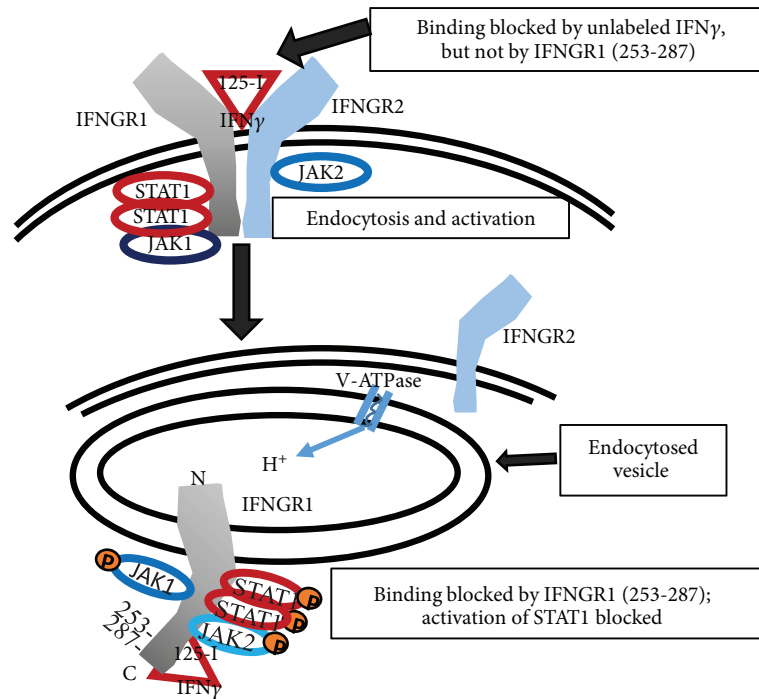 Binding blocked by unlabeled IFNγ,
but not by IFNGR1 (253-287)
125-I
IFNγ
IFNGR1
IFNGR2
JAK2
STAT1
STAT1
JAK1
Endocytosis and activation
IFNGR2
V-ATPase
H⁺
Endocytosed
vesicle
N
IFNGR1
P
JAK1
STAT1
P
STAT1
P
JAK2
P
253-
287-
125-I
C
IFNγ
Binding blocked by IFNGR1 (253-287);
activation of STAT1 blocked